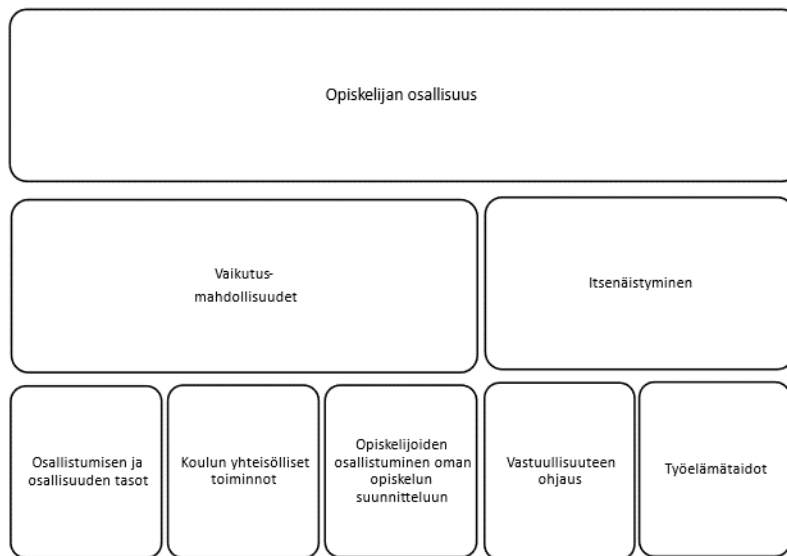 Opiskelijan osallisuus
Vaikutus-
mahdollisuudet
Itsenäistyminen
Osallistumisen ja
osallisuuden tasot
Koulun yhteisölliset
toiminnot
Opiskelijoiden
osallistuminen oman
opiskelun
suunnitteluun
Vastuullisuuteen
ohjaus
Työelämätaidot